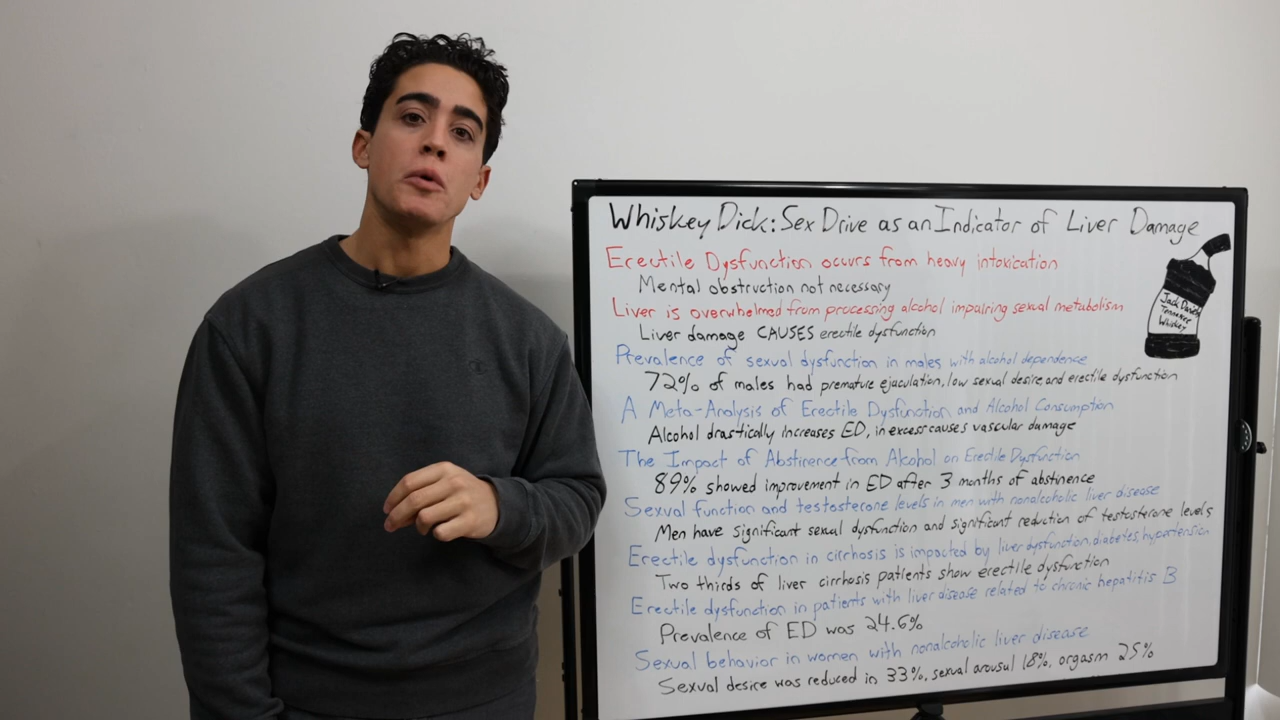 Whiskey Dick: Sex Drive as an Indicator of Liver Damage
Erectile Dysfunction occurs from heavy intoxication
Mental obstruction not necessary
Liver is overwhelmed from processing alcohol impairing sexual metabolism
Liver damage CAUSES erectile dysfunction
Prevalence of sexual dysfunction in males with alcohol dependence
72% of males had premature ejaculation, low sexual desire, and erectile dysfunction
A Meta-Analysis of Erectile Dysfunction and Alcohol Consumption
Alcohol drastically increases ED, in excess causes vascular damage
The Impact of Abstinence from Alcohol on Erectile Dysfunction
89% showed improvement in ED after 3 months of abstinence
Sexual function and testosterone levels in men with nonalcoholic liver disease
Men have significant sexual dysfunction and significant reduction of testosterone levels
Erectile dysfunction in cirrhosis is impacted by liver dysfunction, diabetes, hypertension
Two thirds of liver cirrhosis patients show erectile dysfunction
Erectile dysfunction in patients with liver disease related to chronic hepatitis B
Prevalence of ED was 24.6%
Sexual behavior in women with nonalcoholic liver disease
Sexual desire was reduced in 33%, sexual arousul 18%, orgasm 25%
Jack Daniels
Tennessee
Whiskey